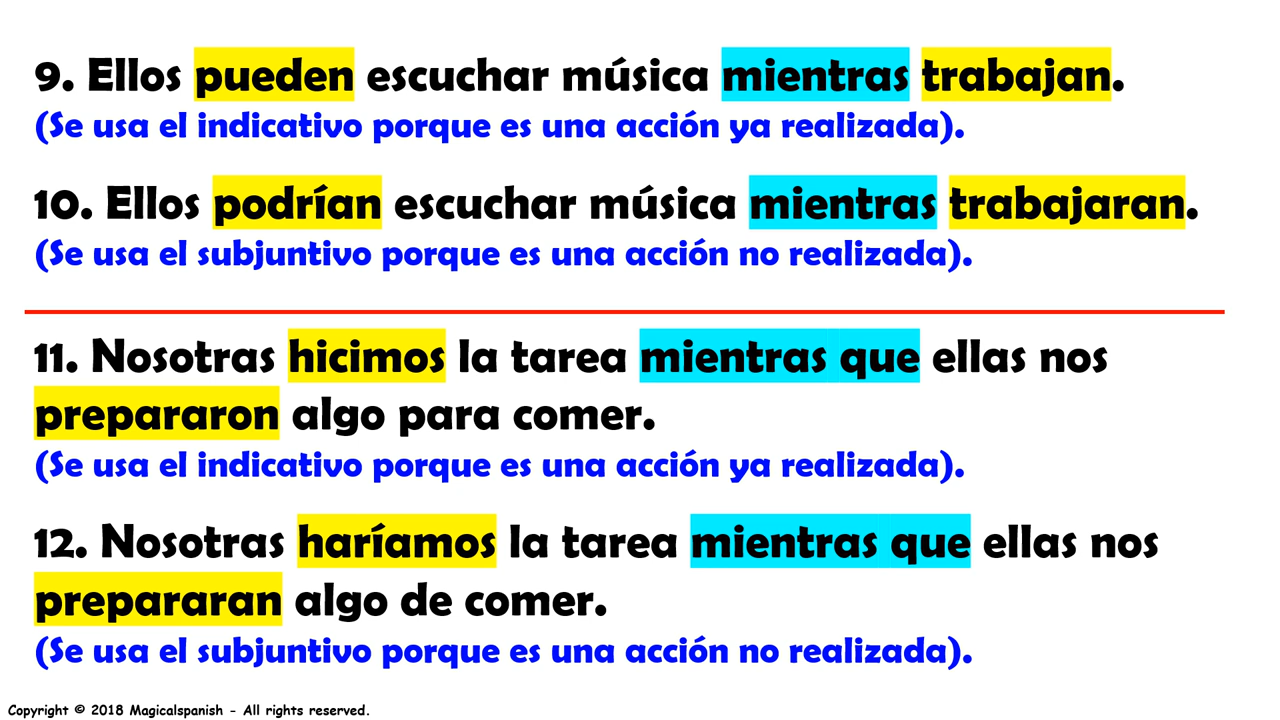 9. Ellos pueden escuchar música mientras trabajan.
(Se usa el indicativo porque es una acción ya realizada).
10. Ellos podrían escuchar música mientras trabajaran.
(Se usa el subjuntivo porque es una acción no realizada).
11. Nosotras hicimos la tarea mientras que ellas nos
prepararon algo para comer.
(Se usa el indicativo porque es una acción ya realizada).
12. Nosotras haríamos la tarea mientras que ellas nos
prepararan algo de comer.
(Se usa el subjuntivo porque es una acción no realizada).
Copyright © 2018 Magicalspanish - All rights reserved.